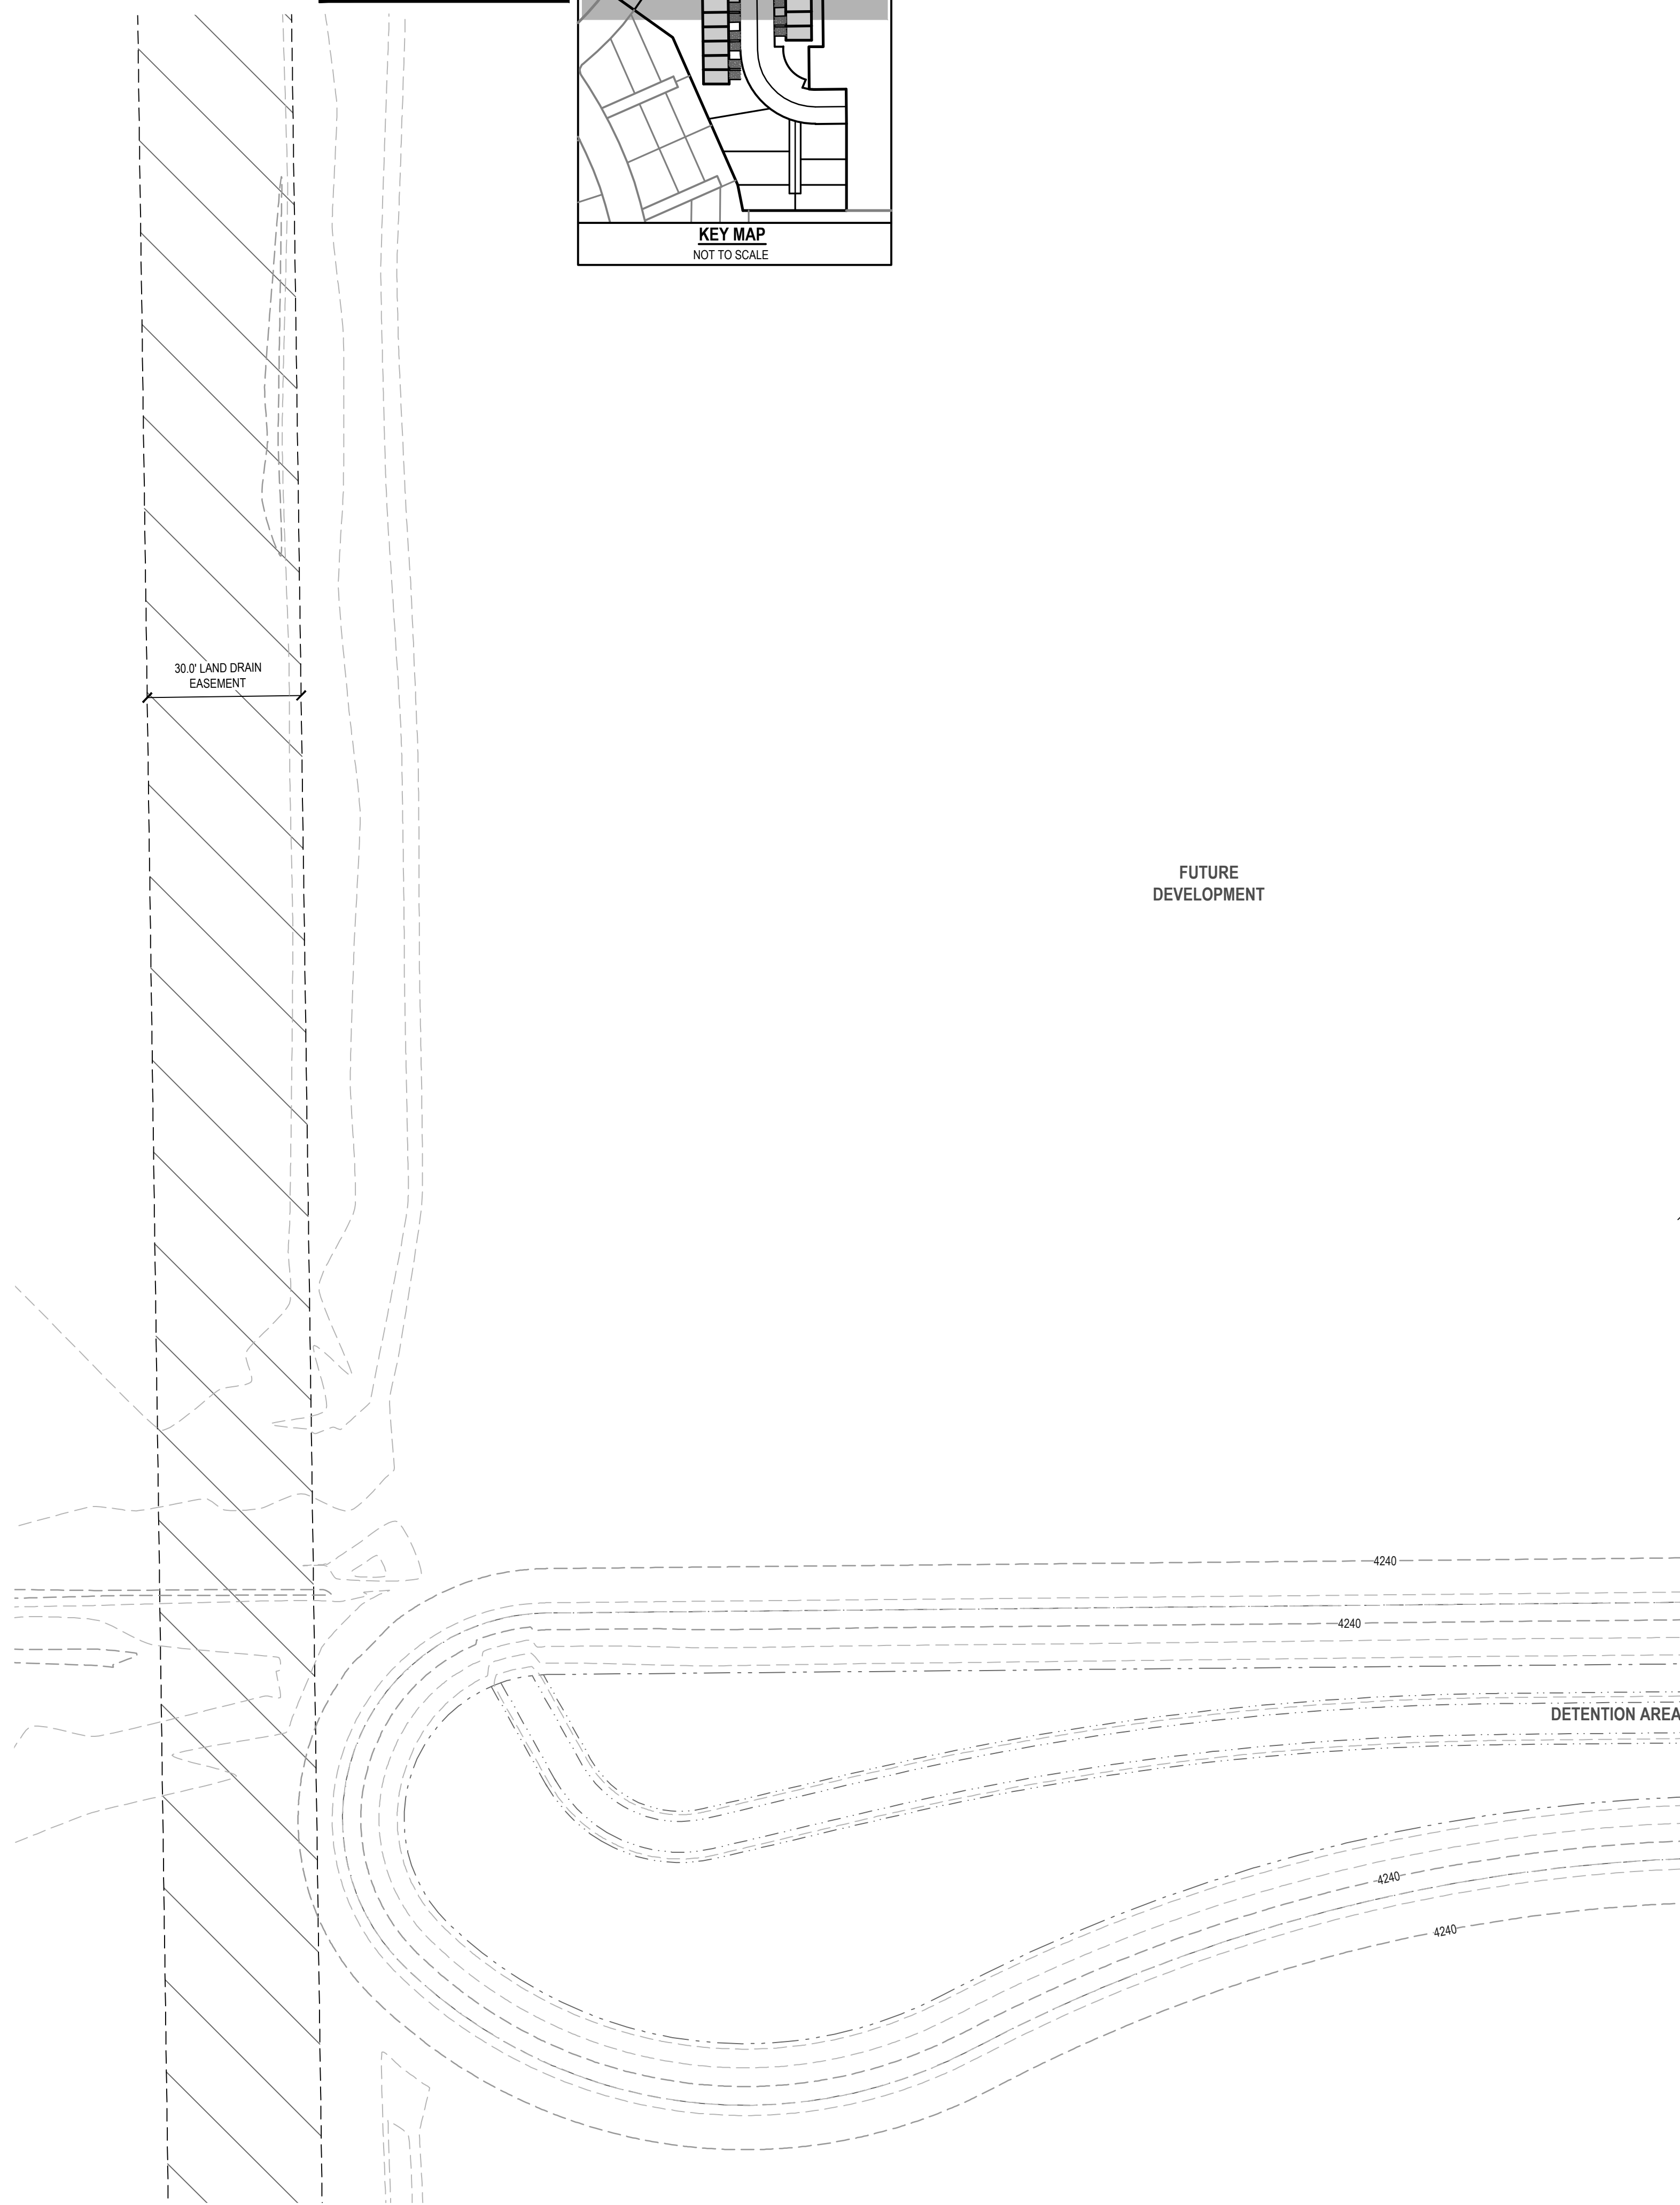 KEY MAP
NOT TO SCALE
30.0' LAND DRAIN
EASEMENT
FUTURE
DEVELOPMENT
4240
4240
DETENTION AREA
4240
4240